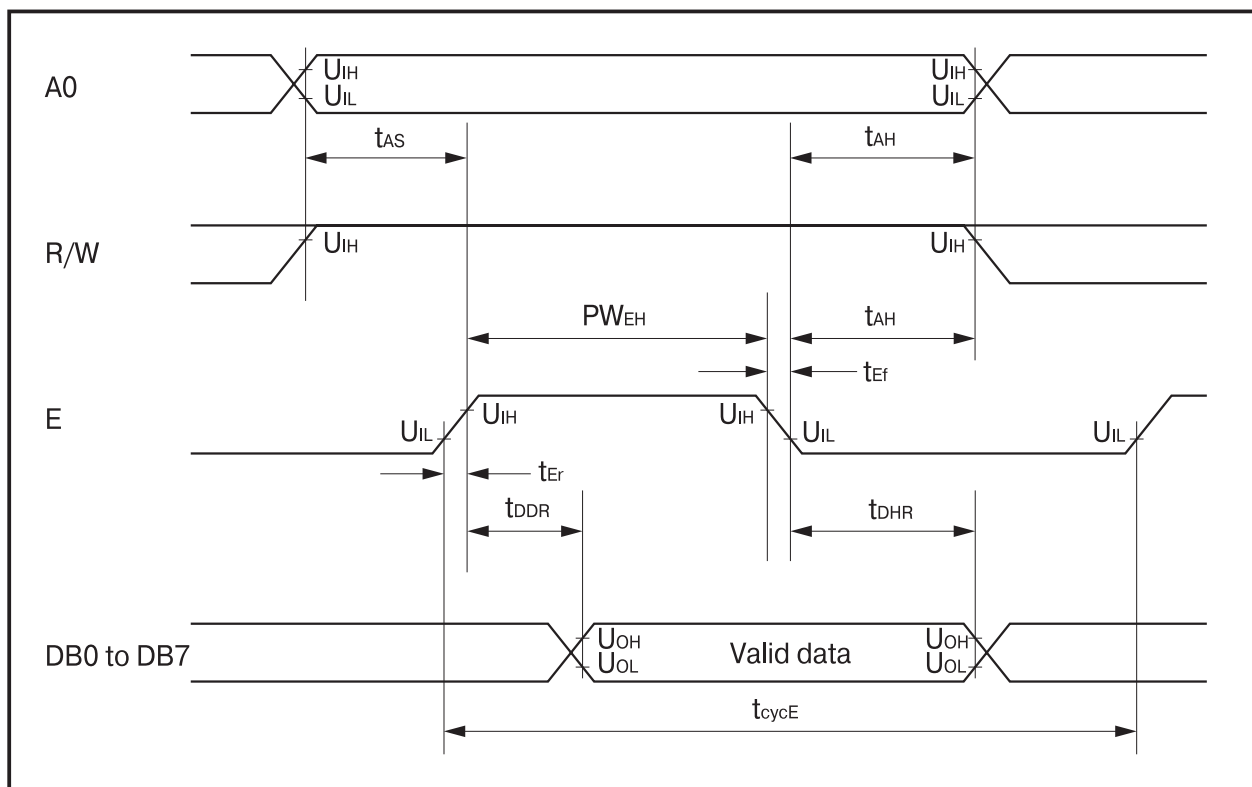 A0
UIH
UIL
UIH
UIL
tAS
tAH
R/W
UIH
UIH
PWEH
tAH
tEf
E
UIL
UIH
UIH
UIL
UIL
tEr
tDDR
tDHR
DB0 to DB7
UOH
UOL
Valid data
UOH
UOL
tcycE